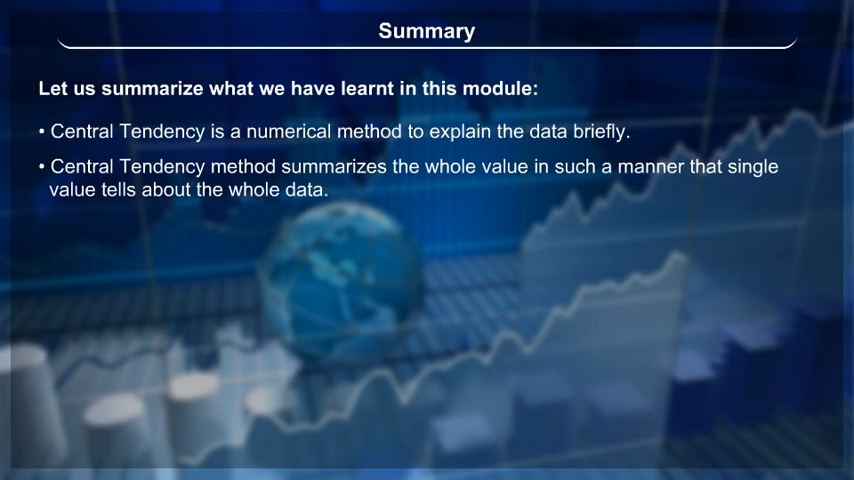 Summary
Let us summarize what we have learnt in this module:
• Central Tendency is a numerical method to explain the data briefly.
• Central Tendency method summarizes the whole value in such a manner that single
value tells about the whole data.